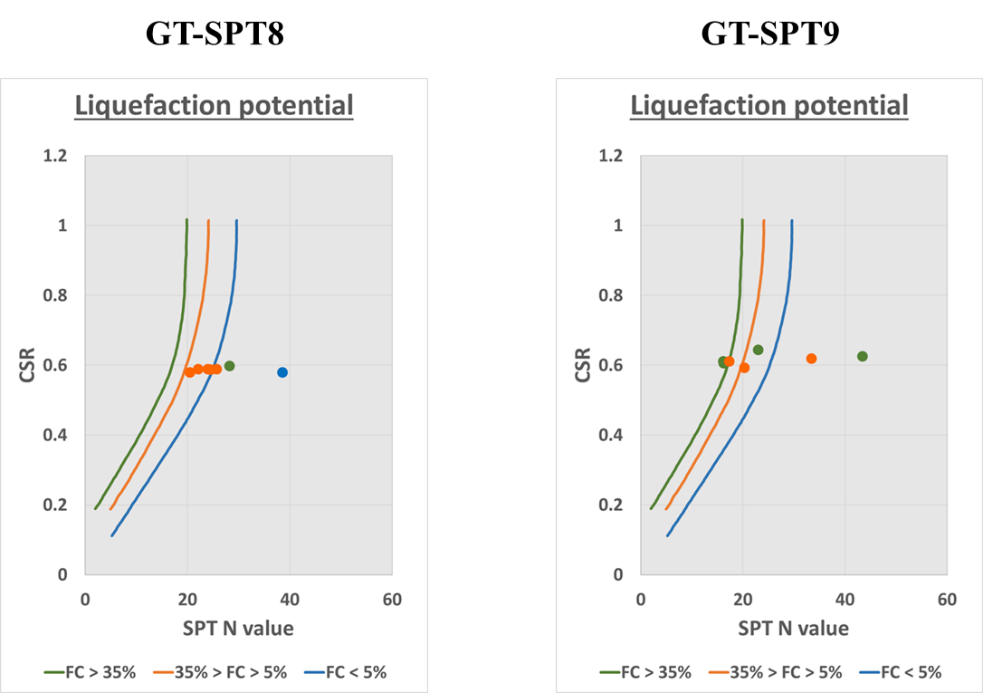 GT-SPT8
Liquefaction potential
1.2
1
0.8
0.6
0.4
0.2
0
CSR
0 20 40 60
SPT N value
FC > 35% 35% > FC > 5% FC < 5%
GT-SPT9
Liquefaction potential
1.2
1
0.8
0.6
0.4
0.2
0
CSR
0 20 40 60
SPT N value
FC > 35% 35% > FC > 5% FC < 5%